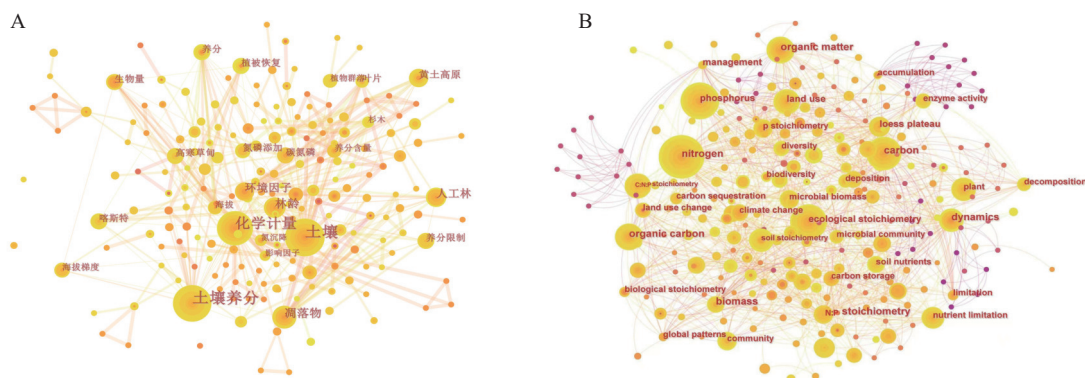 A
养分
植被恢复
生物量
植物群落
叶片
黄土高原
杉木
高寒草甸
氮磷添加
碳氮磷
养分含量
环境因子
海拔
林龄
人工林
喀斯特
化学计量
土壤
氮沉降
养分限制
影响因子
海拔梯度
土壤养分
凋落物
B
organic matter
management
accumulation
phosphorus
land use
enzyme activity
p stoichiometry
loess plateau
diversity
nitrogen
carbon
biodiversity
deposition
C:N:P stoichiometry
plant
decomposition
carbon sequestration
microbial biomass
land use change
climate change
ecological stoichiometry
dynamics
organic carbon
soil stoichiometry
microbial community
soil nutrients
carbon storage
biological stoichiometry
limitation
biomass
N:P stoichiometry
nutrient limitation
global patterns
community